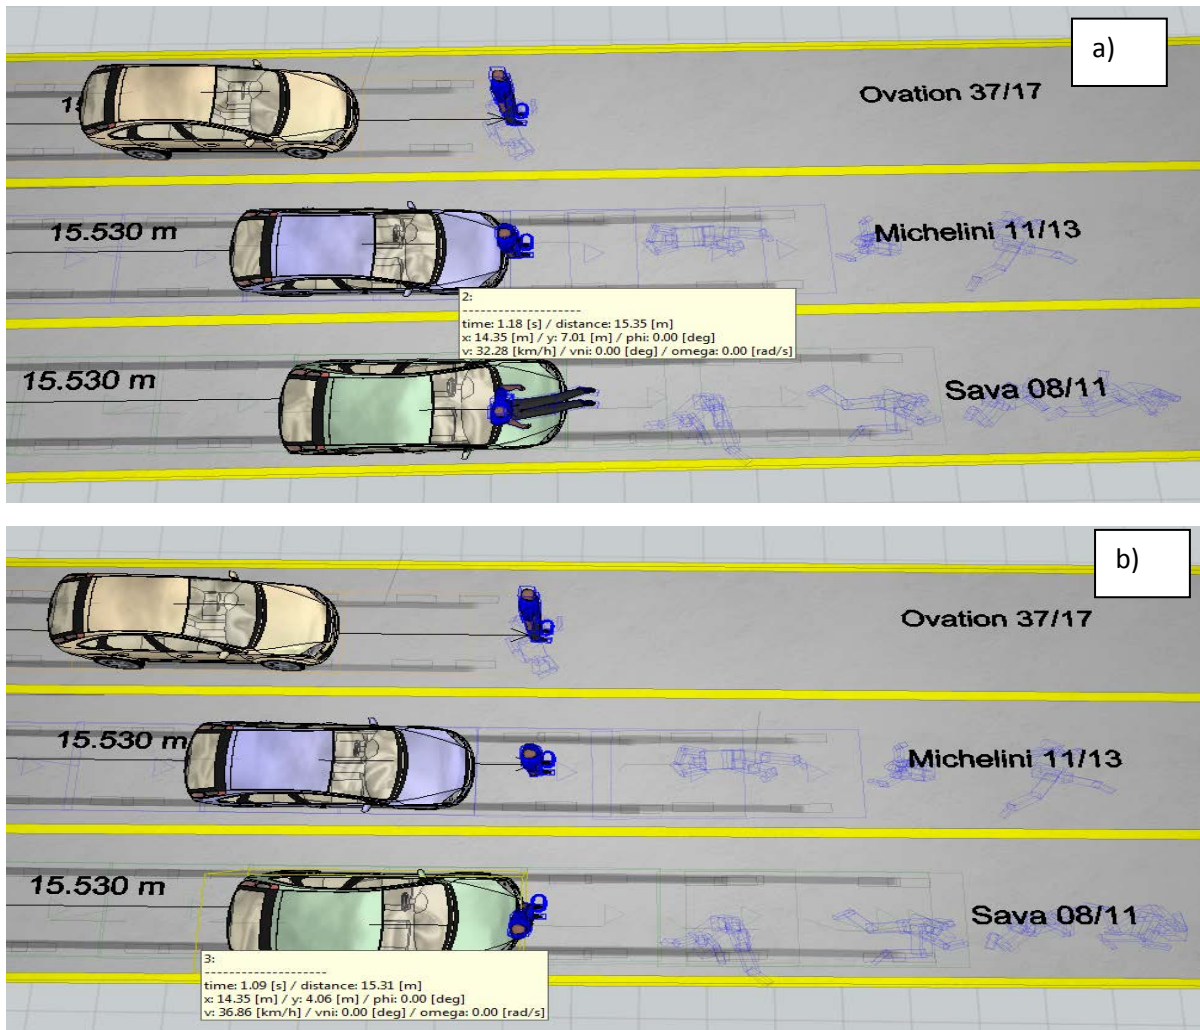 a)
Ovation 37/17
15.530 m
Michelini 11/13
2:
--------------------
time: 1.18 [s] / distance: 15.35 [m]
x: 14.35 [m] / y: 7.01 [m] / phi: 0.00 [deg]
v: 32.28 [km/h] / vni: 0.00 [deg] / omega: 0.00 [rad/s]
15.530 m
Sava 08/11
b)
Ovation 37/17
15.530 m
Michelini 11/13
15.530 m
Sava 08/11
3:
--------------------
time: 1.09 [s] / distance: 15.31 [m]
x: 14.35 [m] / y: 4.06 [m] / phi: 0.00 [deg]
v: 36.86 [km/h] / vni: 0.00 [deg] / omega: 0.00 [rad/s]